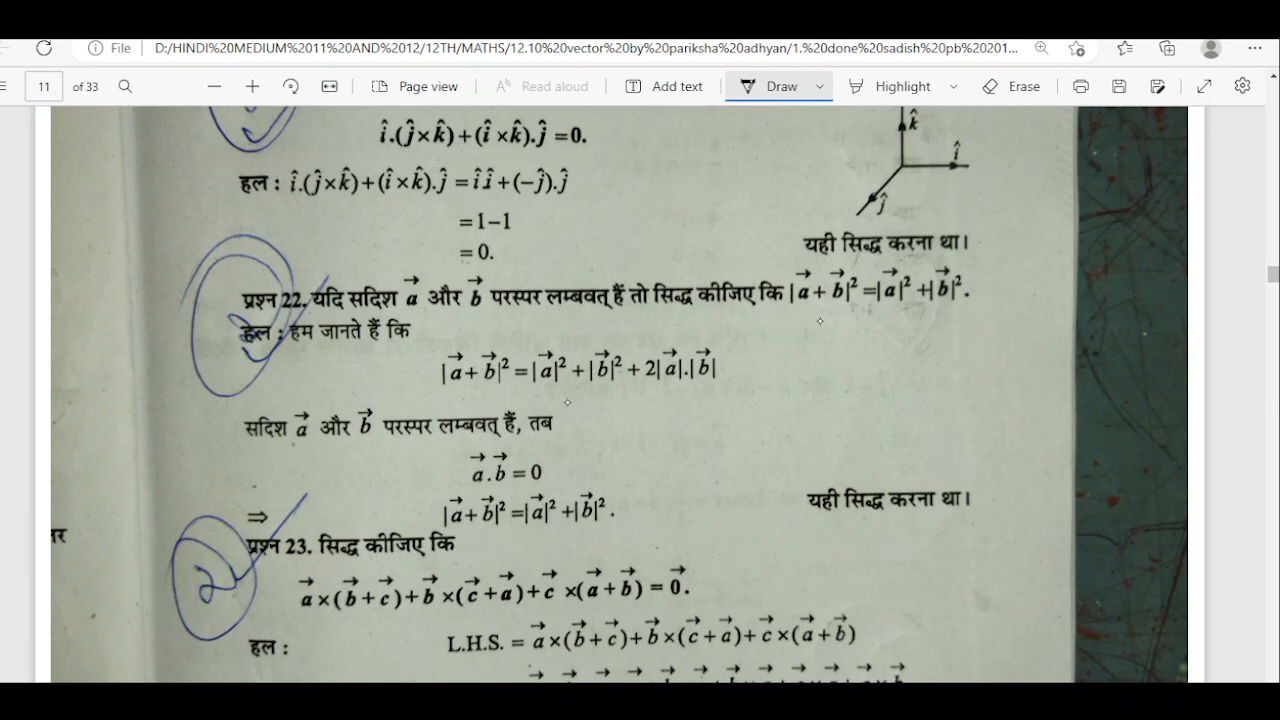 File D:/HINDI%20MEDIUM%2011%20AND%2012/12TH/MATHS/12.10%20vector%20by%20pariksha%20adhyan/1.%20done%20sadish%20pb%20201...
11 of 33 Page view Read aloud Add text Draw Highlight Erase
î.(ĵ×k̂)+(î×k̂).ĵ=0.
k̂
î
ĵ
हल : î.(ĵ×k̂)+(î×k̂).ĵ = î.î+(−ĵ).ĵ
=1−1
=0.
यही सिद्ध करना था।
प्रश्न 22. यदि सदिश a⃗ और b⃗ परस्पर लम्बवत् हैं तो सिद्ध कीजिए कि |a⃗+b⃗|²=|a⃗|²+|b⃗|².
हल : हम जानते हैं कि
|a⃗+b⃗|²=|a⃗|²+|b⃗|²+2|a⃗|.|b⃗|
सदिश a⃗ और b⃗ परस्पर लम्बवत् हैं, तब
a⃗.b⃗=0
⇒ |a⃗+b⃗|²=|a⃗|²+|b⃗|². यही सिद्ध करना था।
प्रश्न 23. सिद्ध कीजिए कि
2
a⃗×(b⃗+c⃗)+b⃗×(c⃗+a⃗)+c⃗×(a⃗+b⃗)=0⃗.
हल : L.H.S. = a⃗×(b⃗+c⃗)+b⃗×(c⃗+a⃗)+c⃗×(a⃗+b⃗)